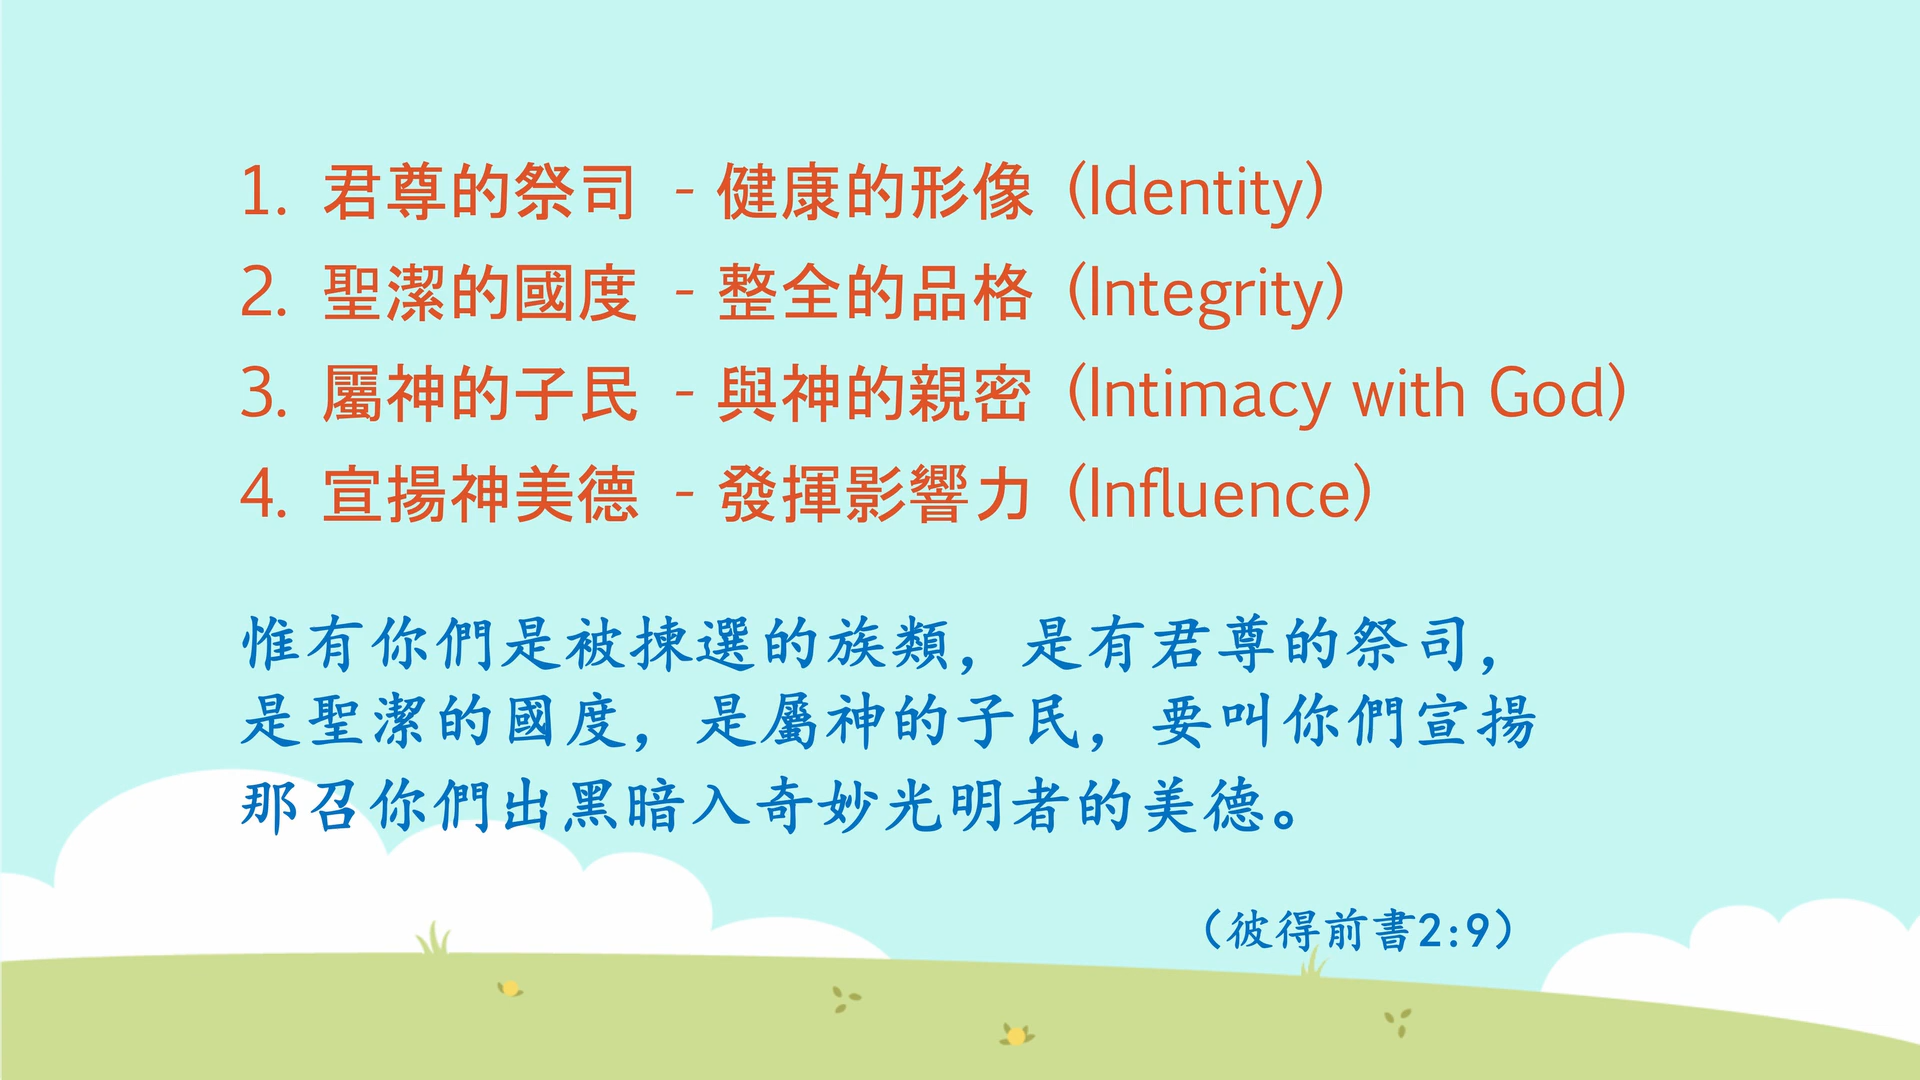 1. 君尊的祭司 - 健康的形像 (Identity)
2. 聖潔的國度 - 整全的品格 (Integrity)
3. 屬神的子民 - 與神的親密 (Intimacy with God)
4. 宣揚神美德 - 發揮影響力 (Influence)
惟有你們是被揀選的族類，是有君尊的祭司，
是聖潔的國度，是屬神的子民，要叫你們宣揚
那召你們出黑暗入奇妙光明者的美德。
（彼得前書2:9）